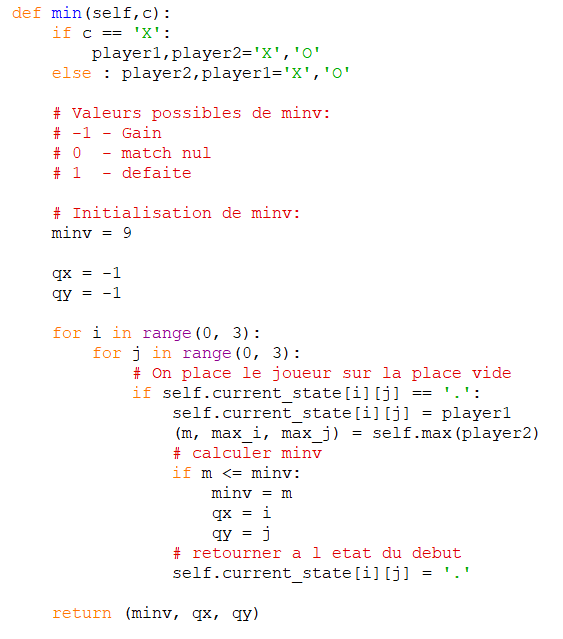 def min(self,c):
    if c == 'X':
        player1,player2='X','O'
    else : player2,player1='X','O'

    # Valeurs possibles de minv:
    # -1 - Gain
    # 0  - match nul
    # 1  - defaite

    # Initialisation de minv:
    minv = 9

    qx = -1
    qy = -1

    for i in range(0, 3):
        for j in range(0, 3):
            # On place le joueur sur la place vide
            if self.current_state[i][j] == '.':
                self.current_state[i][j] = player1
                (m, max_i, max_j) = self.max(player2)
                # calculer minv
                if m <= minv:
                    minv = m
                    qx = i
                    qy = j
                # retourner a l etat du debut
                self.current_state[i][j] = '.'

    return (minv, qx, qy)